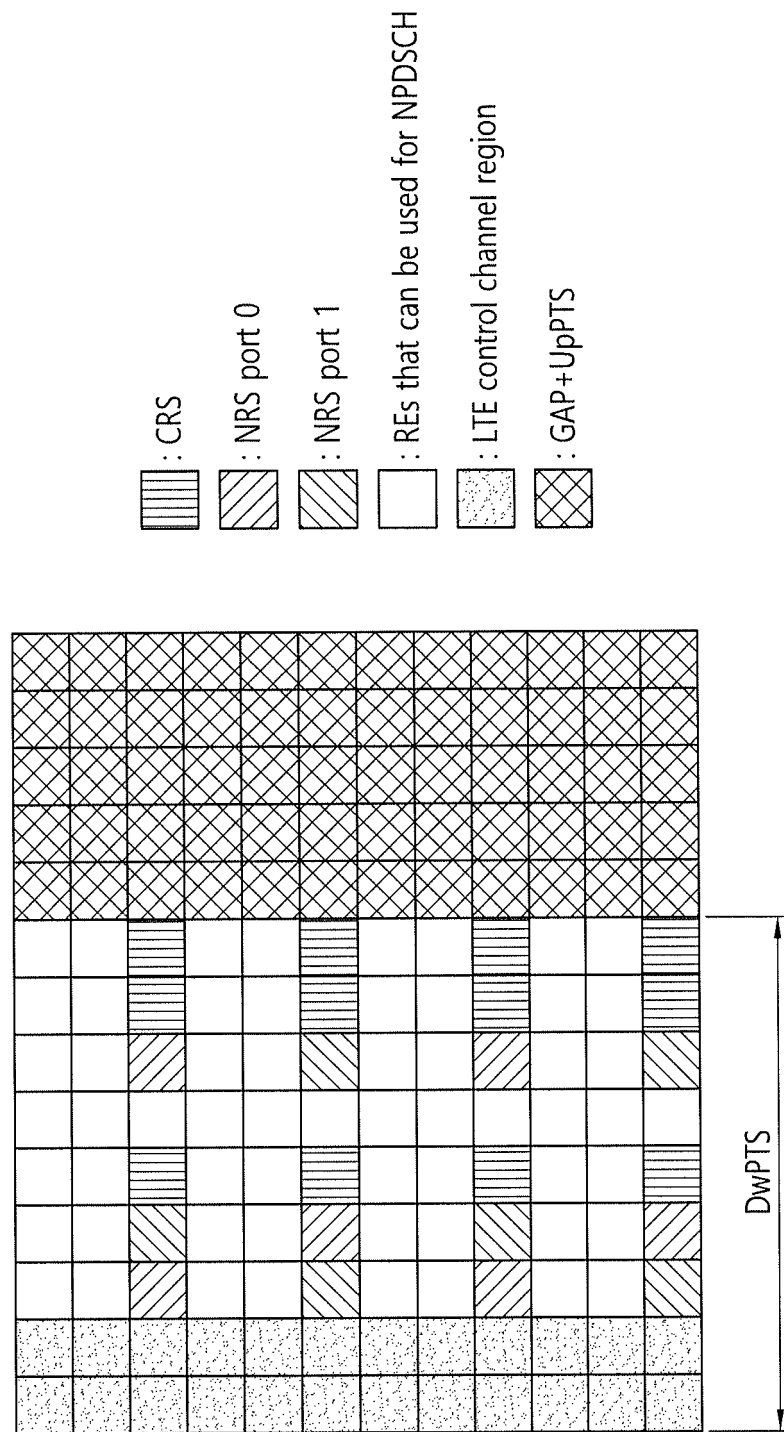 : CRS
: NRS port 0
: NRS port 1
: REs that can be used for NPDSCH
: LTE control channel region
: GAP+UpPTS
DwPTS